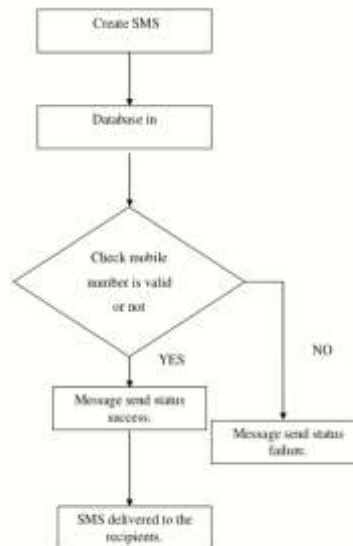 Create SMS
Database in
Check mobile
number is valid
or not
YES
NO
Message send status
success.
Message send status
failure.
SMS delivered to the
recipients.